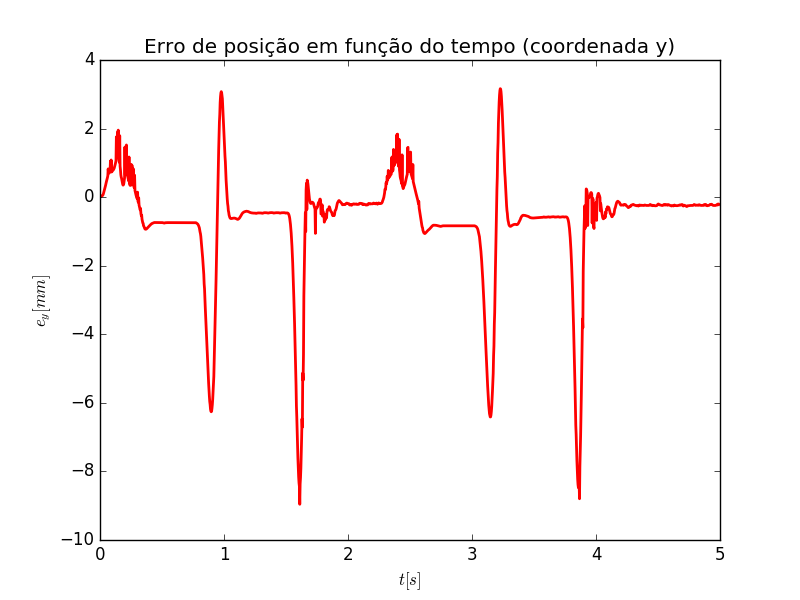 Erro de posição em função do tempo (coordenada y)
4
2
0
−2
−4
−6
−8
−10
e_y[mm]
0 1 2 3 4 5
t[s]